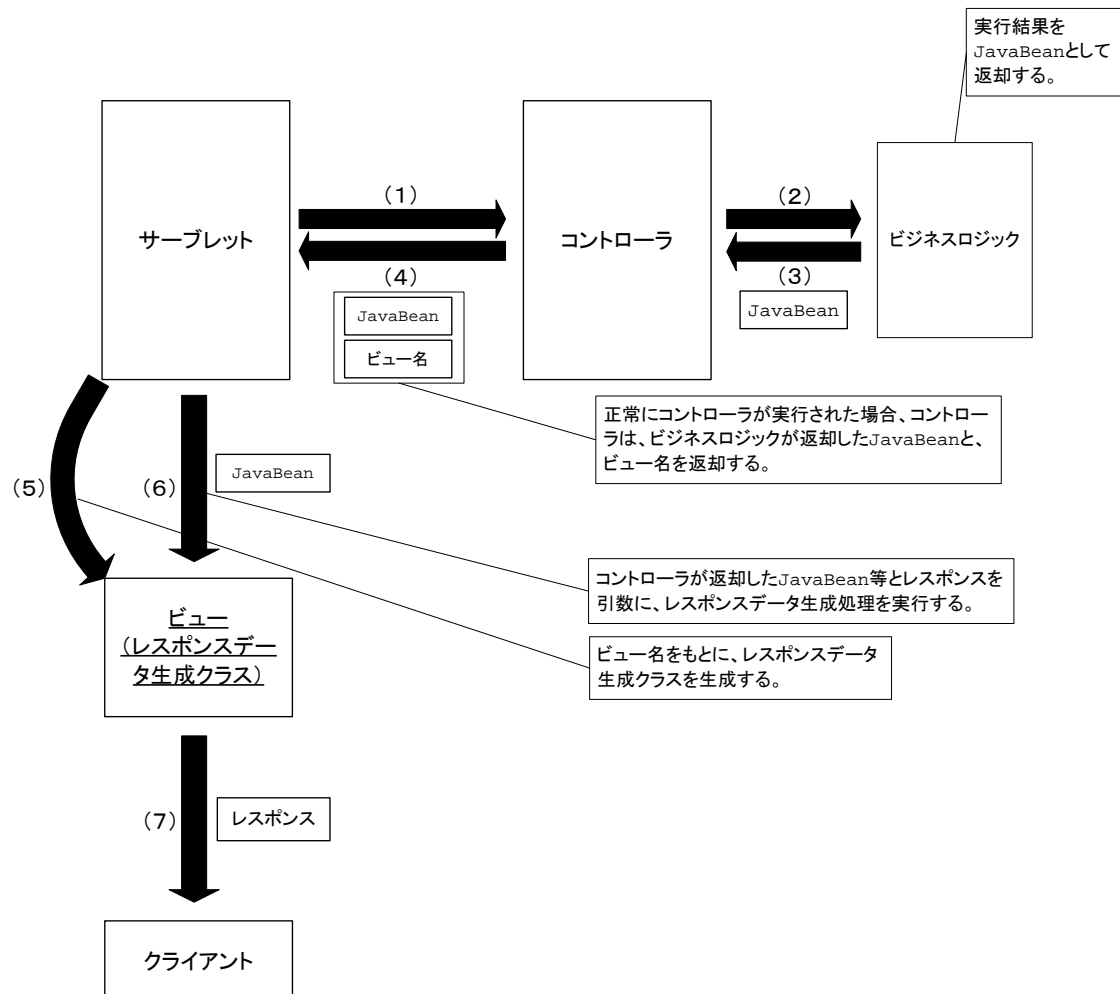 実行結果を
JavaBeanとして
返却する。
サーブレット
(1)
(4)
JavaBean
ビュー名
コントローラ
(2)
(3)
JavaBean
ビジネスロジック
正常にコントローラが実行された場合、コントロー
ラは、ビジネスロジックが返却したJavaBeanと、
ビュー名を返却する。
(5)
(6)
JavaBean
コントローラが返却したJavaBean等とレスポンスを
引数に、レスポンスデータ生成処理を実行する。
ビュー名をもとに、レスポンスデータ
生成クラスを生成する。
ビュー
(レスポンスデー
タ生成クラス)
(7)
レスポンス
クライアント